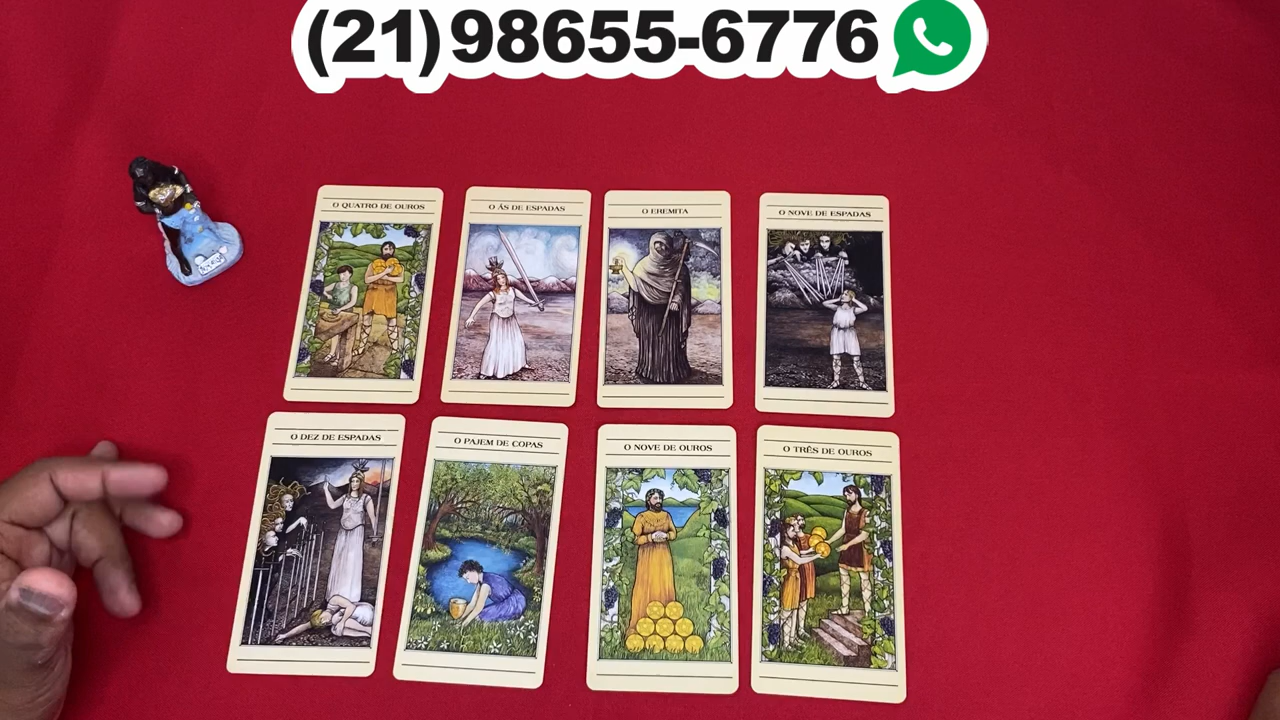 (21)98655-6776
O QUATRO DE OUROS
O ÁS DE ESPADAS
O EREMITA
O NOVE DE ESPADAS
O DEZ DE ESPADAS
O PAJEM DE COPAS
O NOVE DE OUROS
O TRÊS DE OUROS